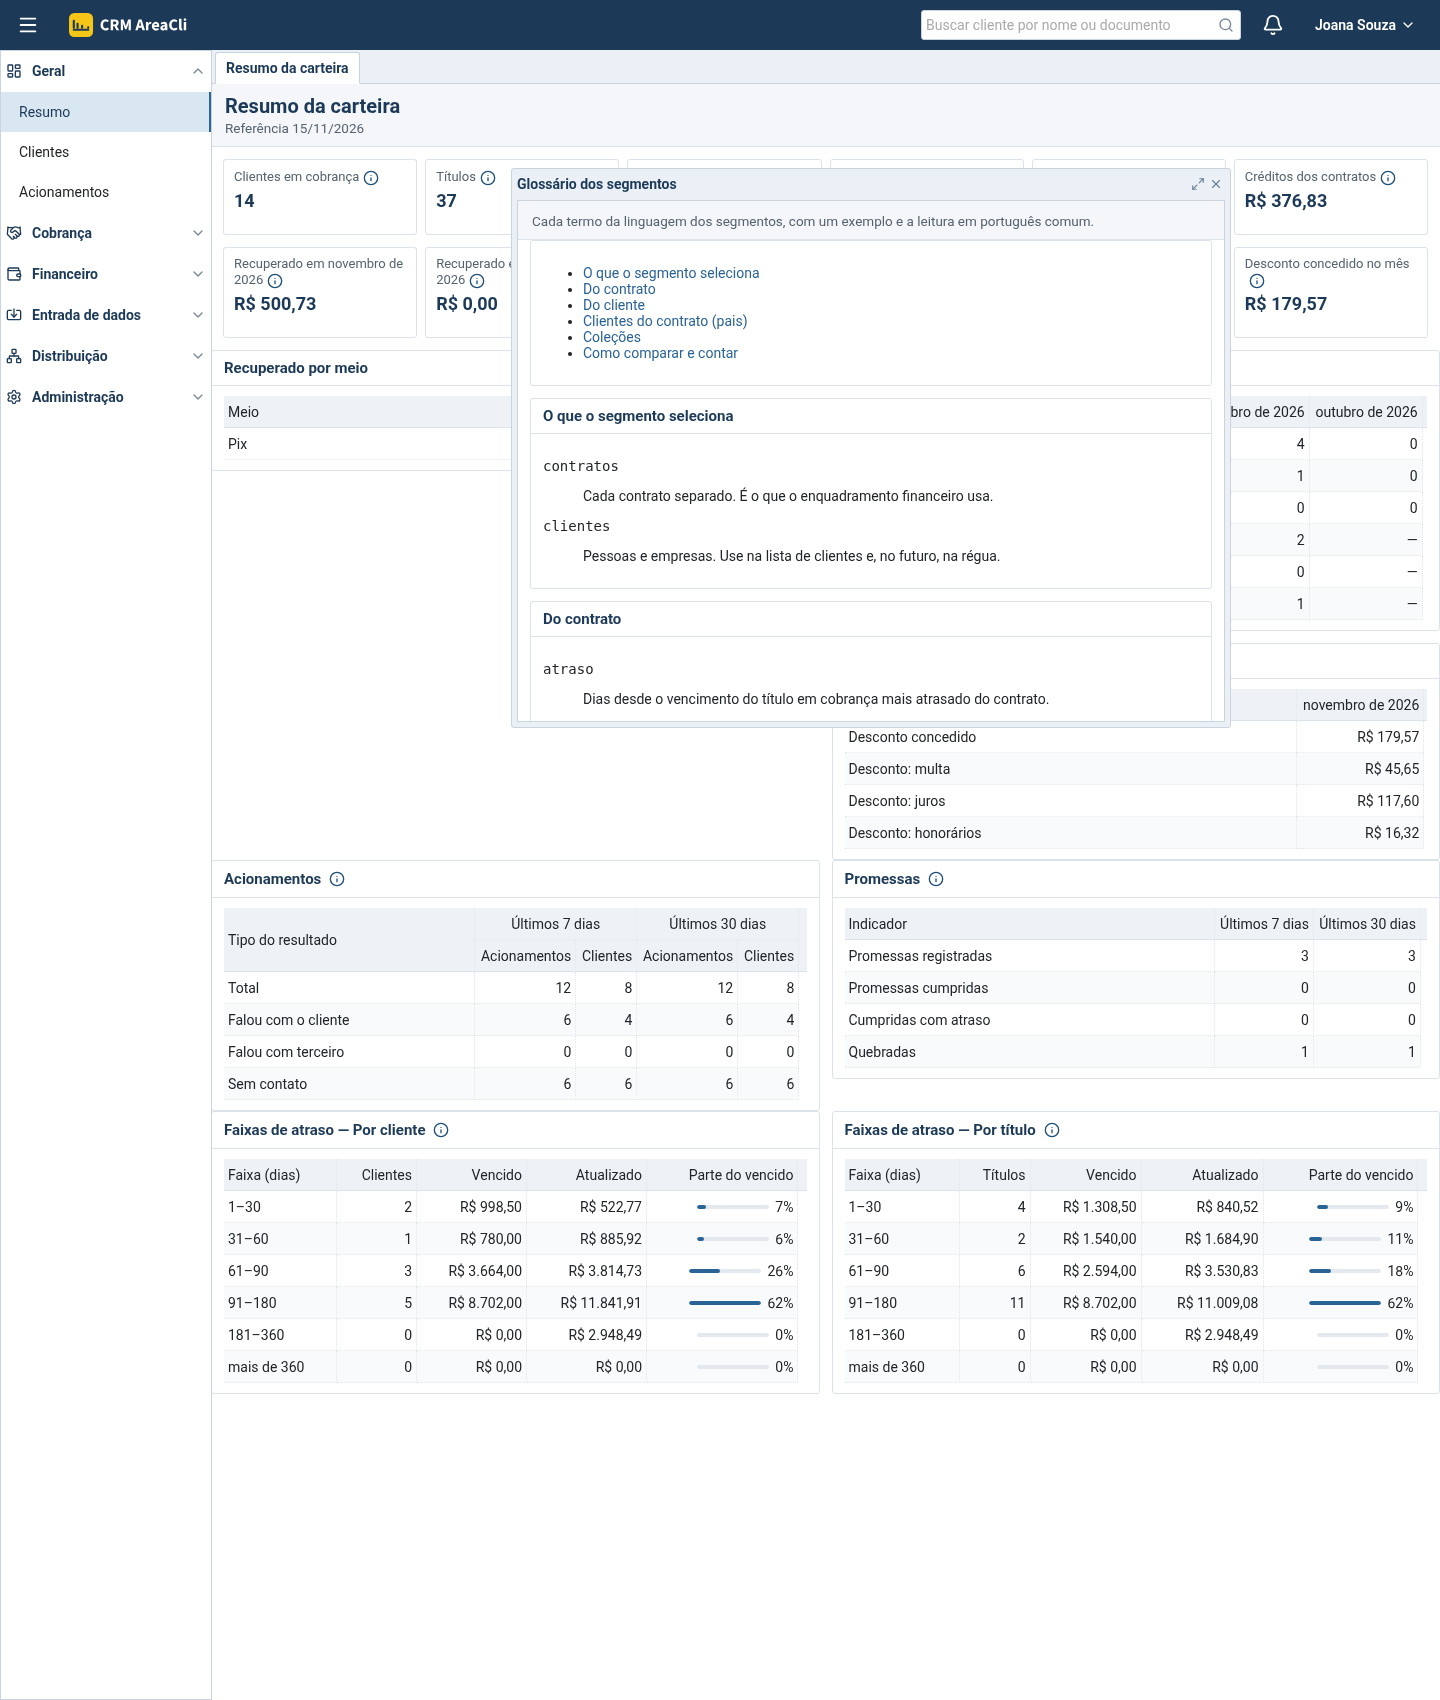 CRM AreaCli
Buscar cliente por nome ou documento
Joana Souza
Geral
Resumo
Clientes
Acionamentos
Cobrança
Financeiro
Entrada de dados
Distribuição
Administração
Resumo da carteira
Resumo da carteira
Referência 15/11/2026
Clientes em cobrança
14
Títulos
37
Créditos dos contratos
R$ 376,83
Recuperado em novembro de
2026
R$ 500,73
Recuperado
2026
R$ 0,00
Desconto concedido no mês
R$ 179,57
Glossário dos segmentos
Cada termo da linguagem dos segmentos, com um exemplo e a leitura em português comum.
O que o segmento seleciona
Do contrato
Do cliente
Clientes do contrato (pais)
Coleções
Como comparar e contar
O que o segmento seleciona
contratos
Cada contrato separado. É o que o enquadramento financeiro usa.
clientes
Pessoas e empresas. Use na lista de clientes e, no futuro, na régua.
Do contrato
atraso
Dias desde o vencimento do título em cobrança mais atrasado do contrato.
Recuperado por meio
Meio
Pix
bro de 2026 outubro de 2026
4 0
1 0
0 0
2 —
0 —
1 —
novembro de 2026
Desconto concedido R$ 179,57
Desconto: multa R$ 45,65
Desconto: juros R$ 117,60
Desconto: honorários R$ 16,32
Acionamentos
Tipo do resultado Últimos 7 dias Últimos 30 dias
Acionamentos Clientes Acionamentos Clientes
Total 12 8 12 8
Falou com o cliente 6 4 6 4
Falou com terceiro 0 0 0 0
Sem contato 6 6 6 6
Promessas
Indicador Últimos 7 dias Últimos 30 dias
Promessas registradas 3 3
Promessas cumpridas 0 0
Cumpridas com atraso 0 0
Quebradas 1 1
Faixas de atraso — Por cliente
Faixa (dias) Clientes Vencido Atualizado Parte do vencido
1–30 2 R$ 998,50 R$ 522,77 7%
31–60 1 R$ 780,00 R$ 885,92 6%
61–90 3 R$ 3.664,00 R$ 3.814,73 26%
91–180 5 R$ 8.702,00 R$ 11.841,91 62%
181–360 0 R$ 0,00 R$ 2.948,49 0%
mais de 360 0 R$ 0,00 R$ 0,00 0%
Faixas de atraso — Por título
Faixa (dias) Títulos Vencido Atualizado Parte do vencido
1–30 4 R$ 1.308,50 R$ 840,52 9%
31–60 2 R$ 1.540,00 R$ 1.684,90 11%
61–90 6 R$ 2.594,00 R$ 3.530,83 18%
91–180 11 R$ 8.702,00 R$ 11.009,08 62%
181–360 0 R$ 0,00 R$ 2.948,49 0%
mais de 360 0 R$ 0,00 R$ 0,00 0%